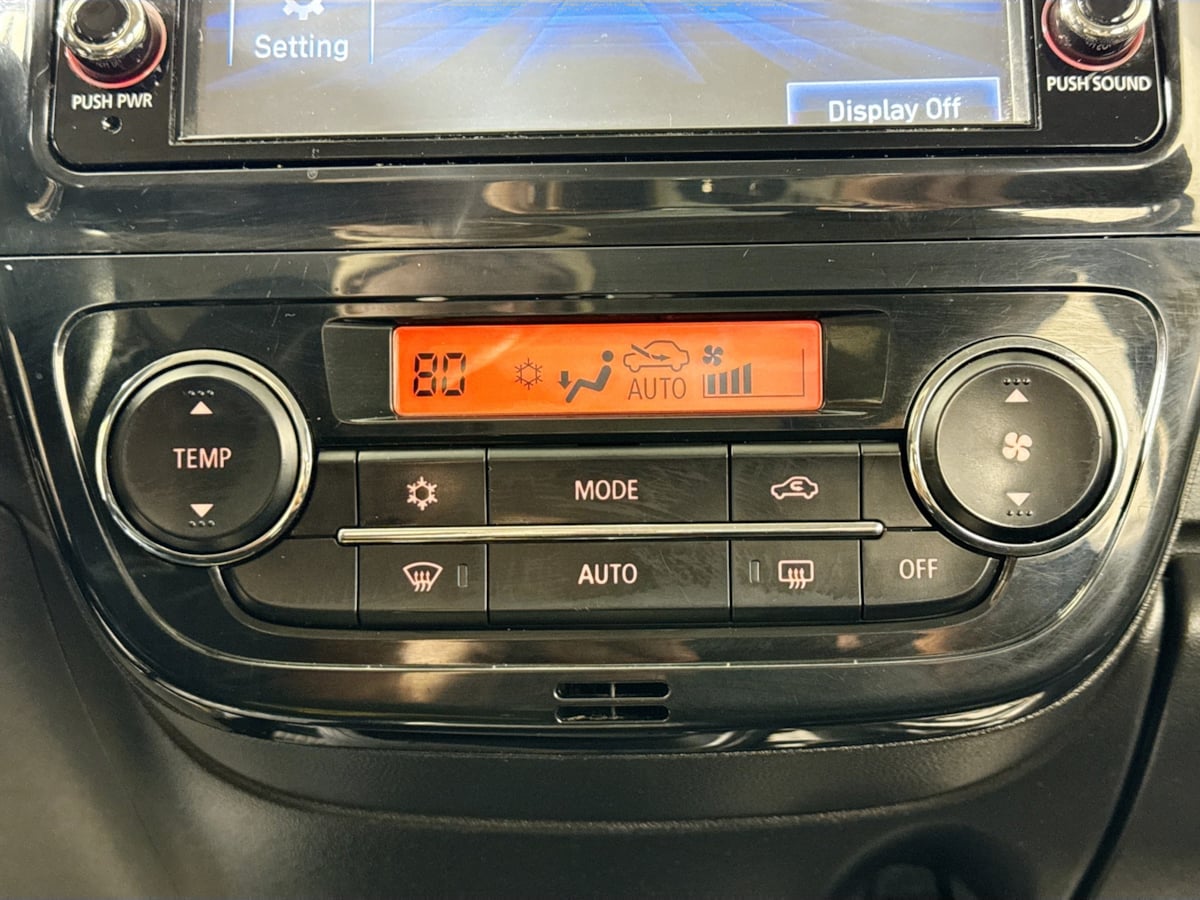 Setting
PUSH PWR
PUSH SOUND
Display Off
80
AUTO
TEMP
MODE
AUTO
OFF